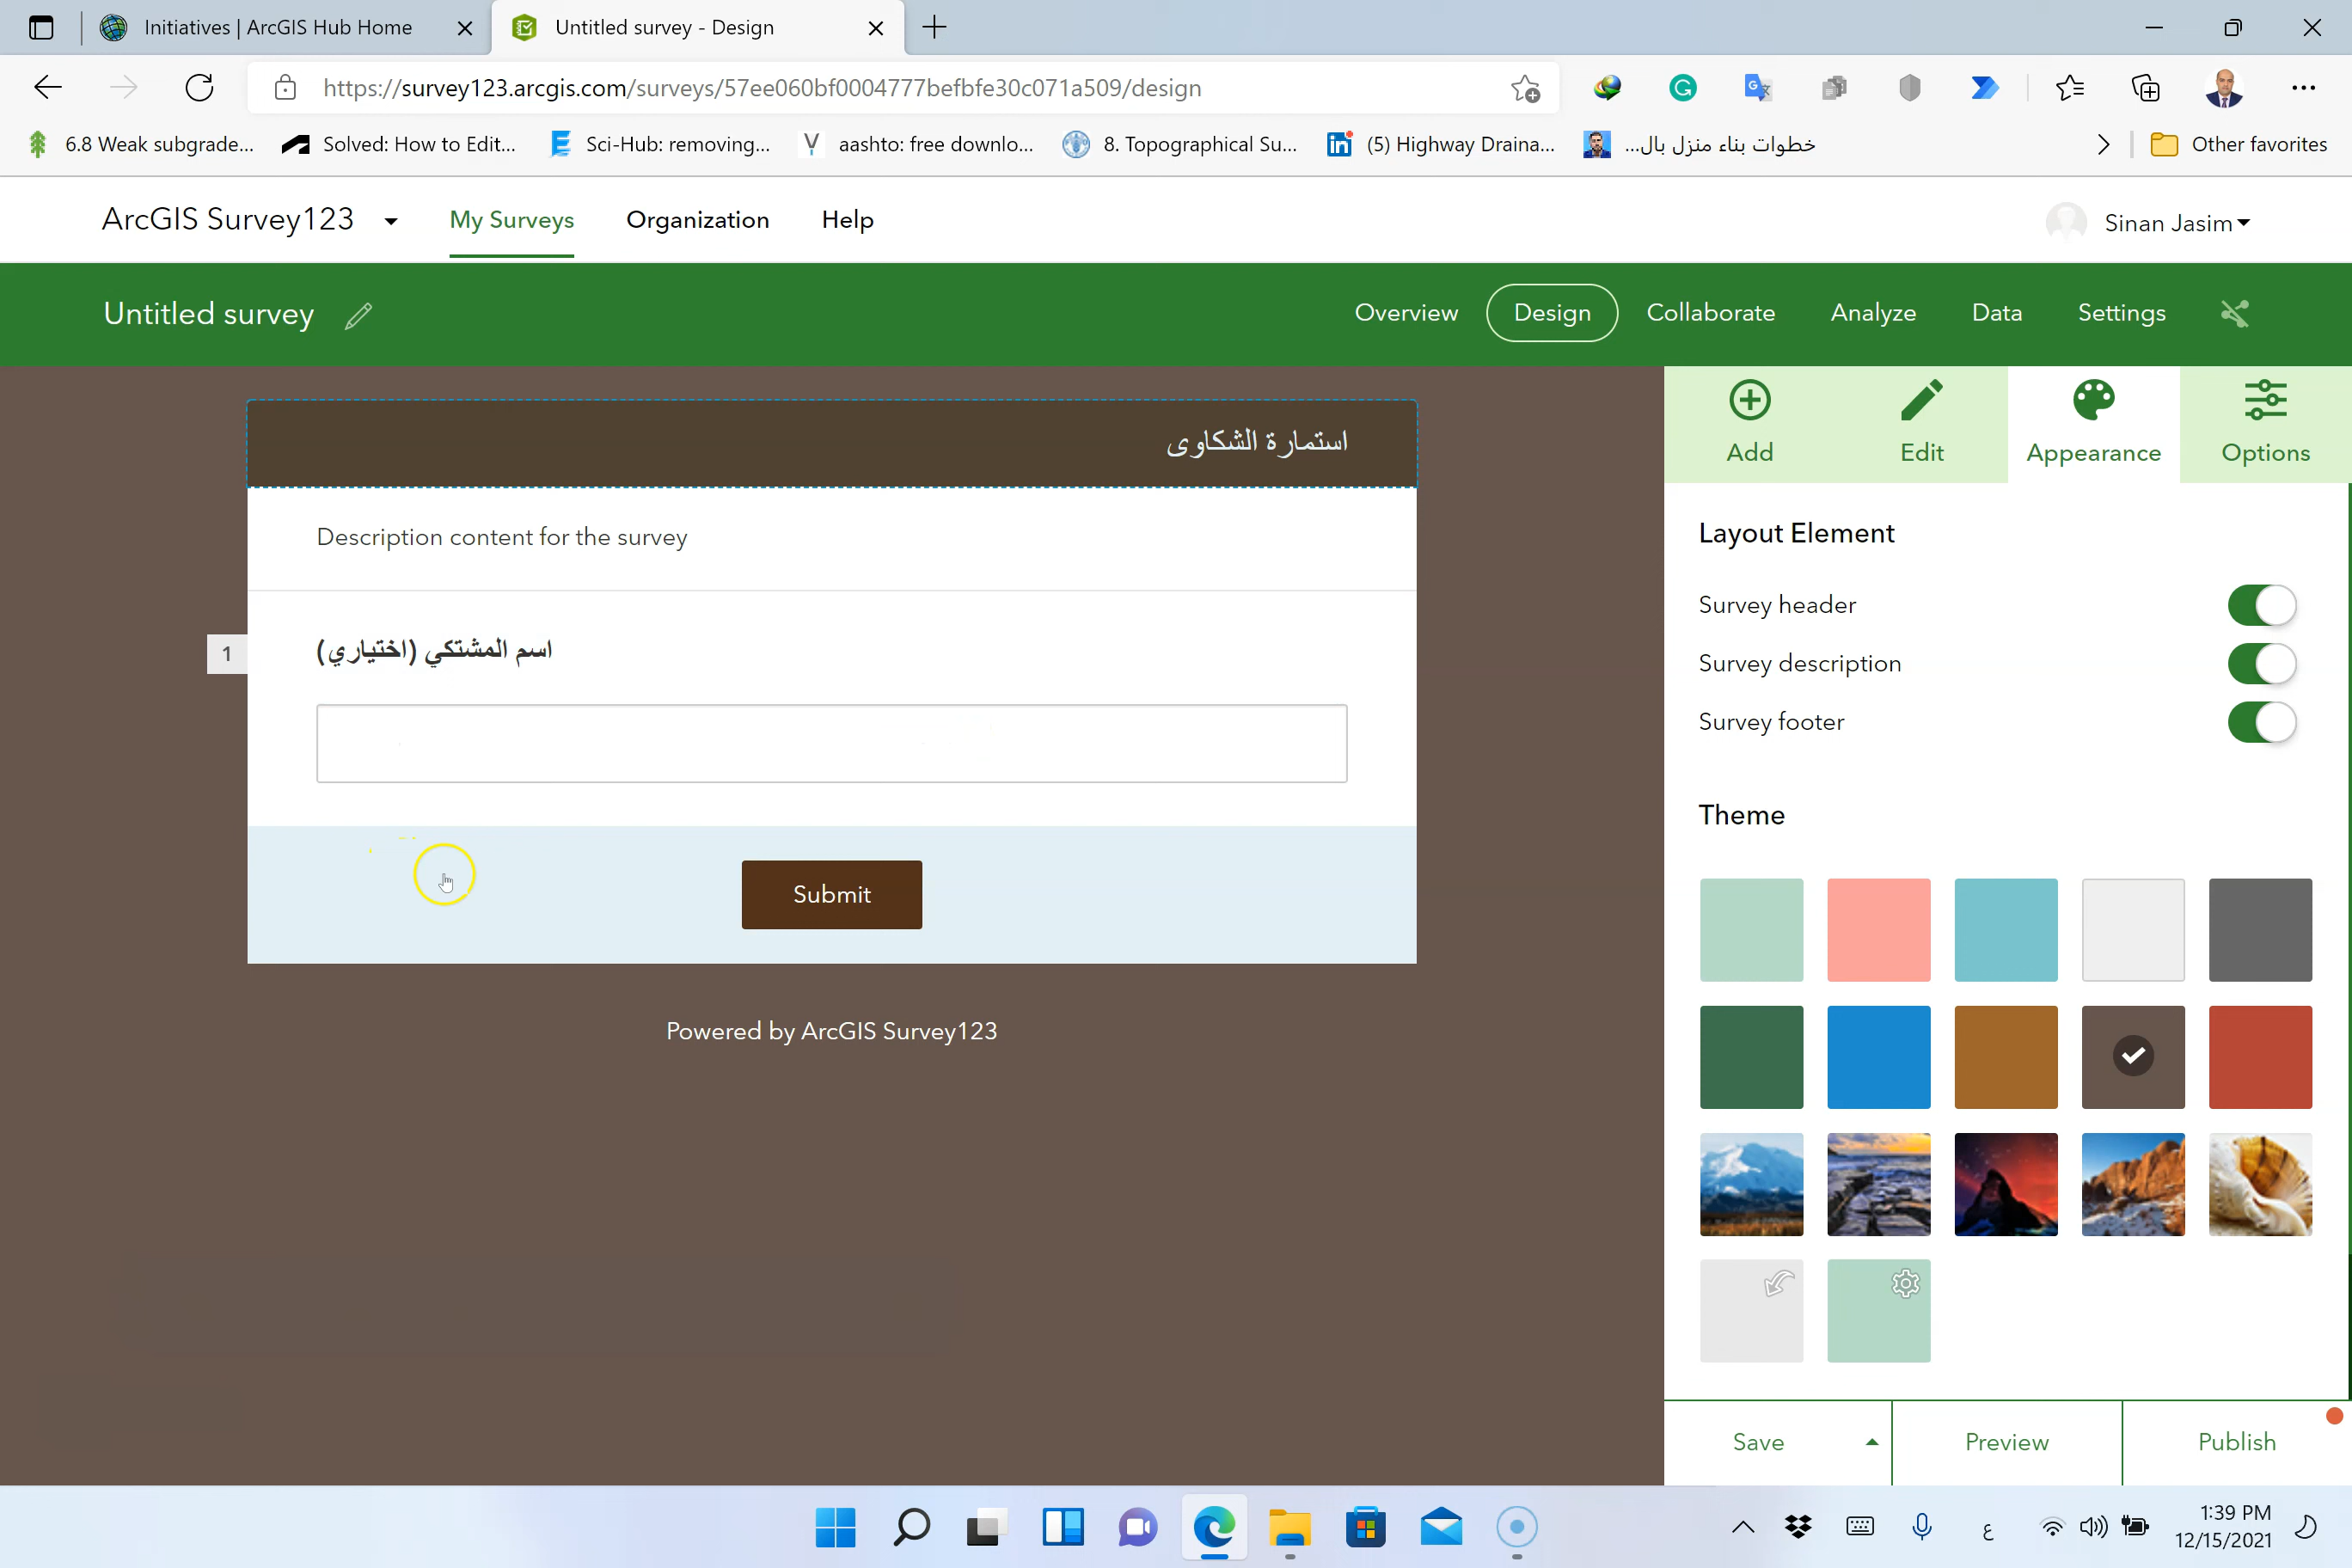 Initiatives | ArcGIS Hub Home
Untitled survey - Design
https://survey123.arcgis.com/surveys/57ee060bf0004777befbfe30c071a509/design
6.8 Weak subgrade...
Solved: How to Edit...
Sci-Hub: removing...
aashto: free downlo...
8. Topographical Su...
(5) Highway Draina...
خطوات بناء منزل بال...
Other favorites
ArcGIS Survey123
My Surveys
Organization
Help
Sinan Jasim
Untitled survey
Overview
Design
Collaborate
Analyze
Data
Settings
Add
Edit
Appearance
Options
استمارة الشكاوى
Description content for the survey
1
اسم المشتكي (اختياري)
Submit
Powered by ArcGIS Survey123
Layout Element
Survey header
Survey description
Survey footer
Theme
Save
Preview
Publish
ع
1:39 PM
12/15/2021